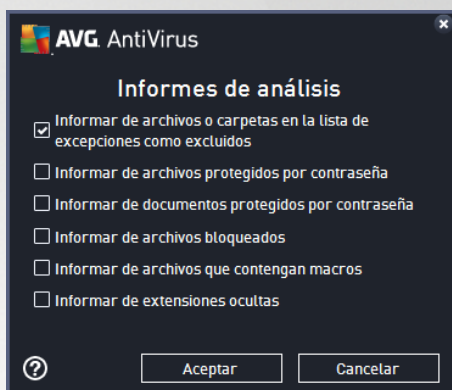 AVG AntiVirus
Informes de análisis
Informar de archivos o carpetas en la lista de
excepciones como excluidos
Informar de archivos protegidos por contraseña
Informar de documentos protegidos por contraseña
Informar de archivos bloqueados
Informar de archivos que contengan macros
Informar de extensiones ocultas
?
Aceptar
Cancelar